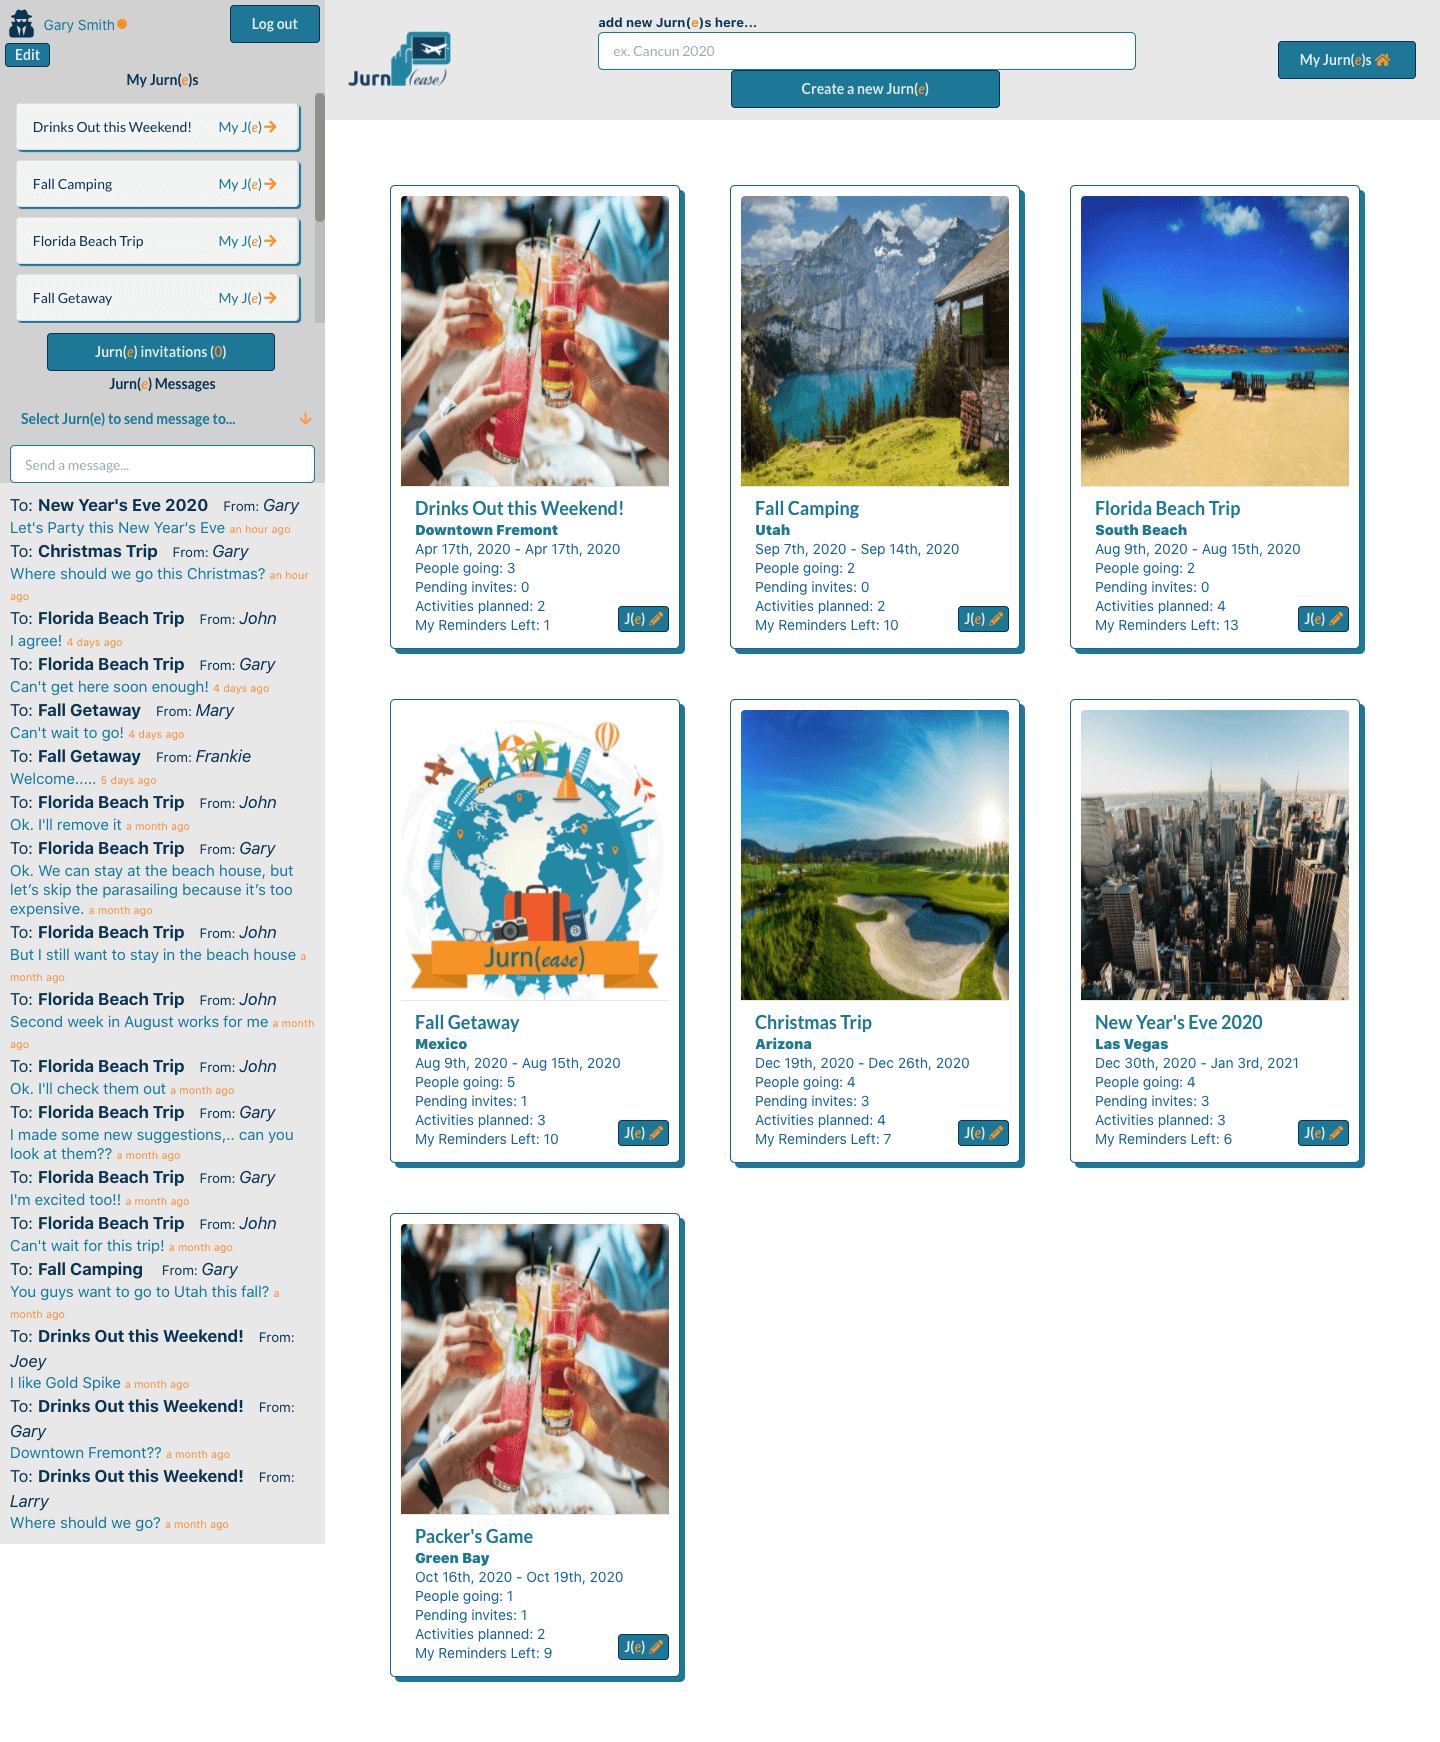 Gary Smith
Log out
Edit
My Jurn(e)s
Drinks Out this Weekend! My J(e)
Fall Camping My J(e)
Florida Beach Trip My J(e)
Fall Getaway My J(e)
Jurn(e) invitations (0)
Jurn(e) Messages
Select Jurn(e) to send message to...
Send a message...
To: New Year's Eve 2020 From: Gary
Let's Party this New Year's Eve an hour ago
To: Christmas Trip From: Gary
Where should we go this Christmas? an hour
ago
To: Florida Beach Trip From: John
I agree! 4 days ago
To: Florida Beach Trip From: Gary
Can't get here soon enough! 4 days ago
To: Fall Getaway From: Mary
Can't wait to go! 4 days ago
To: Fall Getaway From: Frankie
Welcome..... 5 days ago
To: Florida Beach Trip From: John
Ok. I'll remove it a month ago
To: Florida Beach Trip From: Gary
Ok. We can stay at the beach house, but
let’s skip the parasailing because it’s too
expensive. a month ago
To: Florida Beach Trip From: John
But I still want to stay in the beach house a
month ago
To: Florida Beach Trip From: John
Second week in August works for me a month
ago
To: Florida Beach Trip From: John
Ok. I'll check them out a month ago
To: Florida Beach Trip From: Gary
I made some new suggestions,.. can you
look at them?? a month ago
To: Florida Beach Trip From: Gary
I'm excited too!! a month ago
To: Florida Beach Trip From: John
Can't wait for this trip! a month ago
To: Fall Camping From: Gary
You guys want to go to Utah this fall? a
month ago
To: Drinks Out this Weekend! From:
Joey
I like Gold Spike a month ago
To: Drinks Out this Weekend! From:
Gary
Downtown Fremont?? a month ago
To: Drinks Out this Weekend! From:
Larry
Where should we go? a month ago
Jurn(ease)
add new Jurn(e)s here...
ex. Cancun 2020
Create a new Jurn(e)
My Jurn(e)s
Drinks Out this Weekend!
Downtown Fremont
Apr 17th, 2020 - Apr 17th, 2020
People going: 3
Pending invites: 0
Activities planned: 2
My Reminders Left: 1
J(e)
Fall Camping
Utah
Sep 7th, 2020 - Sep 14th, 2020
People going: 2
Pending invites: 0
Activities planned: 2
My Reminders Left: 10
J(e)
Florida Beach Trip
South Beach
Aug 9th, 2020 - Aug 15th, 2020
People going: 2
Pending invites: 0
Activities planned: 4
My Reminders Left: 13
J(e)
Jurn(ease)
Fall Getaway
Mexico
Aug 9th, 2020 - Aug 15th, 2020
People going: 5
Pending invites: 1
Activities planned: 3
My Reminders Left: 10
J(e)
Christmas Trip
Arizona
Dec 19th, 2020 - Dec 26th, 2020
People going: 4
Pending invites: 3
Activities planned: 4
My Reminders Left: 7
J(e)
New Year's Eve 2020
Las Vegas
Dec 30th, 2020 - Jan 3rd, 2021
People going: 4
Pending invites: 3
Activities planned: 3
My Reminders Left: 6
J(e)
Packer's Game
Green Bay
Oct 16th, 2020 - Oct 19th, 2020
People going: 1
Pending invites: 1
Activities planned: 2
My Reminders Left: 9
J(e)